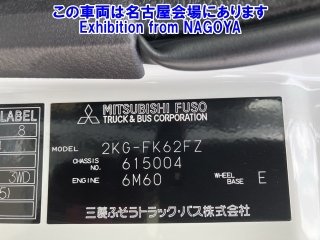 この車両は名古屋会場にあります
Exhibition from NAGOYA
LABEL
8
MITSUBISHI FUSO
TRUCK & BUS CORPORATION
MODEL 2KG-FK62FZ
CHASSIS NO. 615004
ENGINE 6M60 WHEEL BASE E
三菱ふそうトラック・バス株式会社